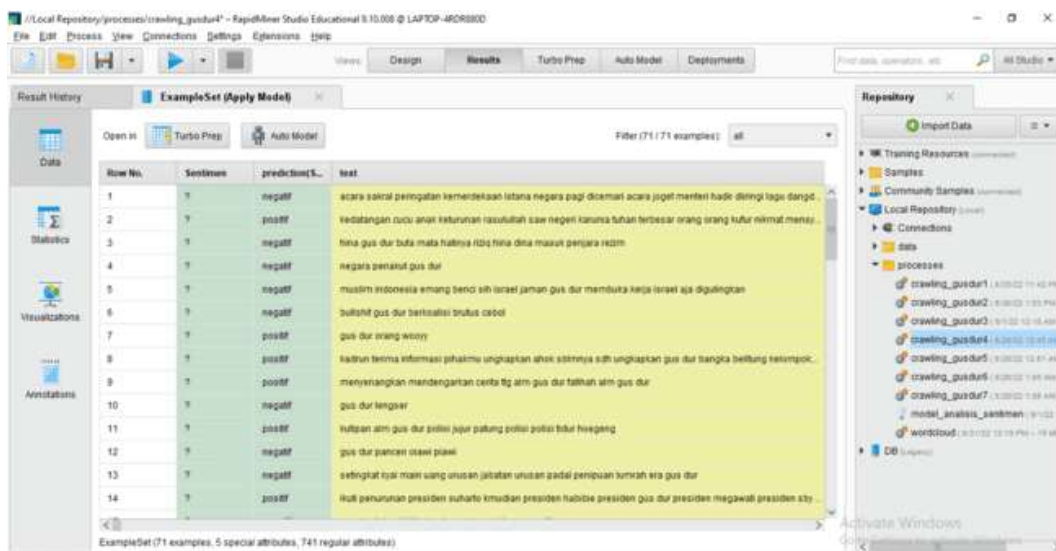 //Local Repository/processes/crawling_gusdur4* – RapidMiner Studio Educational 9.10.008 @ LAPTOP-4RDR880D
File Edit Process View Connections Settings Extensions Help
Views: Design Results Turbo Prep Auto Model Deployments Find data, operators, etc All Studio
Result History ExampleSet (Apply Model) Repository
Open in Turbo Prep Auto Model Filter (71 / 71 examples): all
Import Data
Data
Statistics
Visualizations
Annotations
Row No. Sentimen prediction(S... text
1 ? negatif acara sakral peringatan kemerdekaan istana negara pagi dicemari acara joget menteri hadir diiringi lagu dangd...
2 ? positif kedatangan cucu anak keturunan rasulullah saw negeri karunia tuhan terbesar orang orang kufur nikmat
3 ? negatif hina gus dur buta mata hatinya hina dina masuk penjara rezim
4 ? negatif negara penakut gus dur
5 ? negatif muslim indonesia emang benci sih israel jaman gus dur membuka kerja israel aja digulingkan
6 ? negatif bullshit gus dur berkoalisi brutus cebol
7 ? positif gus dur orang
8 ? positif kadrun terima informasi ungkapkan ahok sdh ungkapkan gus dur bangka belitung kelompok...
9 ? positif menyenangkan mendengarkan cerita ttg alm gus dur fatihah alm gus dur
10 ? negatif gus dur lengser
11 ? positif kutipan alm gus dur polisi jujur patung polisi polisi tidur hoegeng
12 ? negatif gus dur pancen
13 ? negatif setingkat kyai main uang urusan jabatan urusan penipuan era gus dur
14 ? positif ikuti penurunan presiden suharto kmudian presiden habibie presiden gus dur presiden megawati presiden sby ...
ExampleSet (71 examples, 5 special attributes, 741 regular attributes)
Training Resources
Samples
Community Samples
Local Repository
Connections
data
processes
crawling_gusdur1
crawling_gusdur2
crawling_gusdur3
crawling_gusdur4
crawling_gusdur5
crawling_gusdur6
crawling_gusdur7
model_analisis_sentimen
wordcloud
DB
Activate Windows